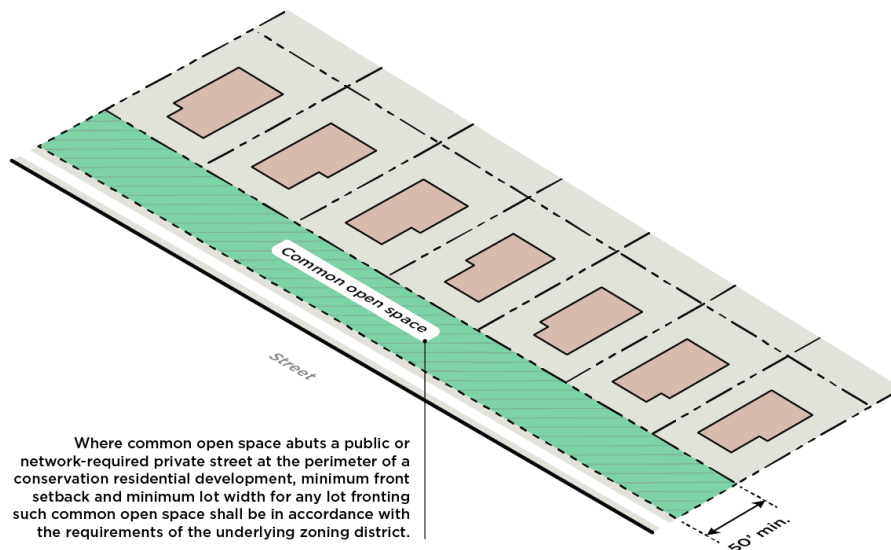 Common open space
Street
Where common open space abuts a public or
network-required private street at the perimeter of a
conservation residential development, minimum front
setback and minimum lot width for any lot fronting
such common open space shall be in accordance with
the requirements of the underlying zoning district.
50' min.